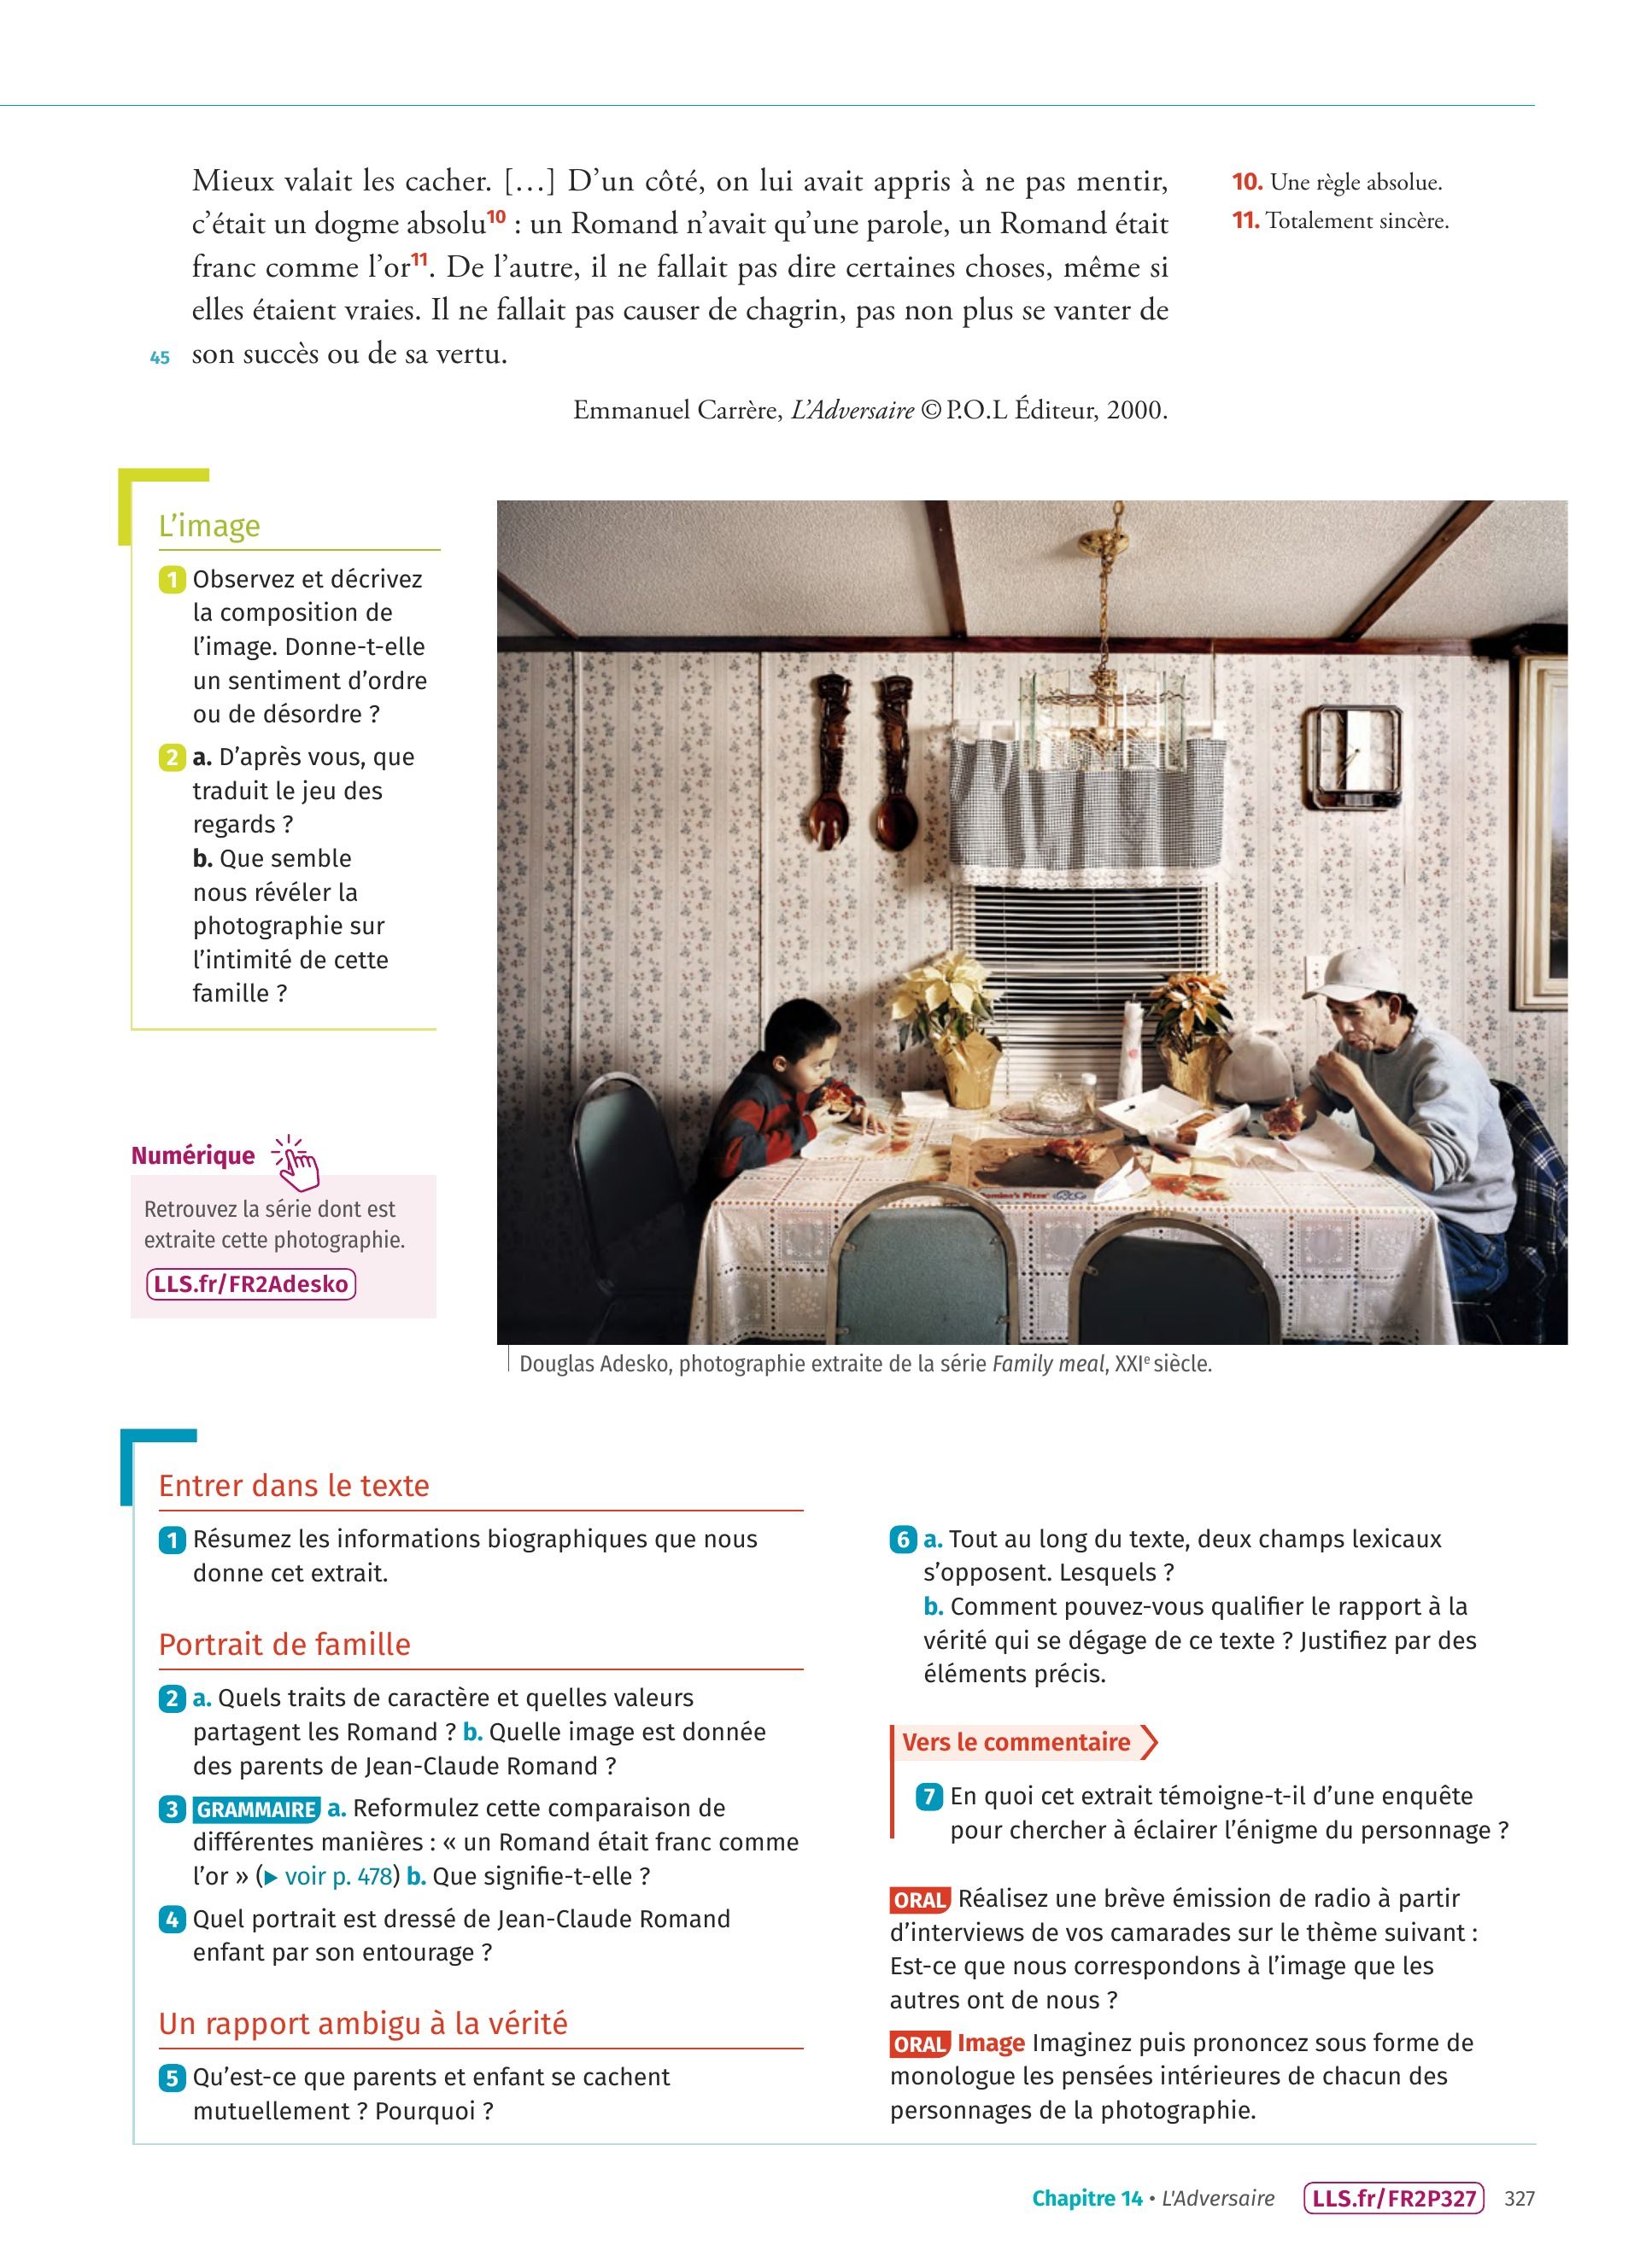 Mieux valait les cacher. […] D’un côté, on lui avait appris à ne pas mentir,
c’était un dogme absolu10 : un Romand n’avait qu’une parole, un Romand était
franc comme l’or11. De l’autre, il ne fallait pas dire certaines choses, même si
elles étaient vraies. Il ne fallait pas causer de chagrin, pas non plus se vanter de
45 son succès ou de sa vertu.
Emmanuel Carrère, L’Adversaire © P.O.L Éditeur, 2000.
10. Une règle absolue.
11. Totalement sincère.
L’image
1 Observez et décrivez
la composition de
l’image. Donne-t-elle
un sentiment d’ordre
ou de désordre ?
2 a. D’après vous, que
traduit le jeu des
regards ?
b. Que semble
nous révéler la
photographie sur
l’intimité de cette
famille ?
Numérique
Retrouvez la série dont est
extraite cette photographie.
LLS.fr/FR2Adesko
Domino's Pizza
Douglas Adesko, photographie extraite de la série Family meal, XXIe siècle.
Entrer dans le texte
1 Résumez les informations biographiques que nous
donne cet extrait.
Portrait de famille
2 a. Quels traits de caractère et quelles valeurs
partagent les Romand ? b. Quelle image est donnée
des parents de Jean-Claude Romand ?
3 GRAMMAIRE a. Reformulez cette comparaison de
différentes manières : « un Romand était franc comme
l’or » (▶ voir p. 478) b. Que signifie-t-elle ?
4 Quel portrait est dressé de Jean-Claude Romand
enfant par son entourage ?
Un rapport ambigu à la vérité
5 Qu’est-ce que parents et enfant se cachent
mutuellement ? Pourquoi ?
6 a. Tout au long du texte, deux champs lexicaux
s’opposent. Lesquels ?
b. Comment pouvez-vous qualifier le rapport à la
vérité qui se dégage de ce texte ? Justifiez par des
éléments précis.
Vers le commentaire
7 En quoi cet extrait témoigne-t-il d’une enquête
pour chercher à éclairer l’énigme du personnage ?
ORAL Réalisez une brève émission de radio à partir
d’interviews de vos camarades sur le thème suivant :
Est-ce que nous correspondons à l’image que les
autres ont de nous ?
ORAL Image Imaginez puis prononcez sous forme de
monologue les pensées intérieures de chacun des
personnages de la photographie.
Chapitre 14 • L'Adversaire LLS.fr/FR2P327 327